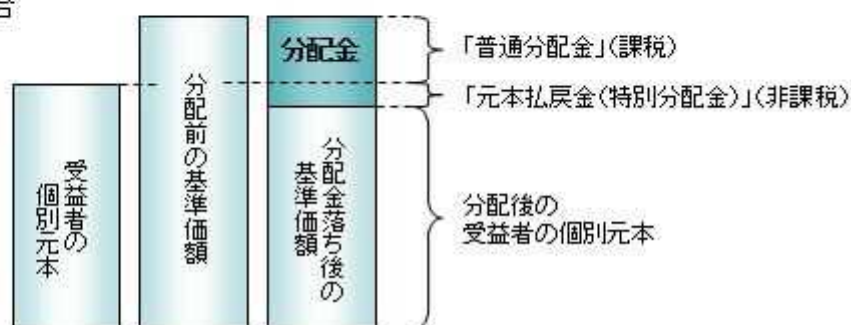 合
分配金
「普通分配金」(課税)
「元本払戻金(特別分配金)」(非課税)
受益者の
個別元本
分配前の基準価額
分配金落ち後の
基準価額
分配後の
受益者の個別元本